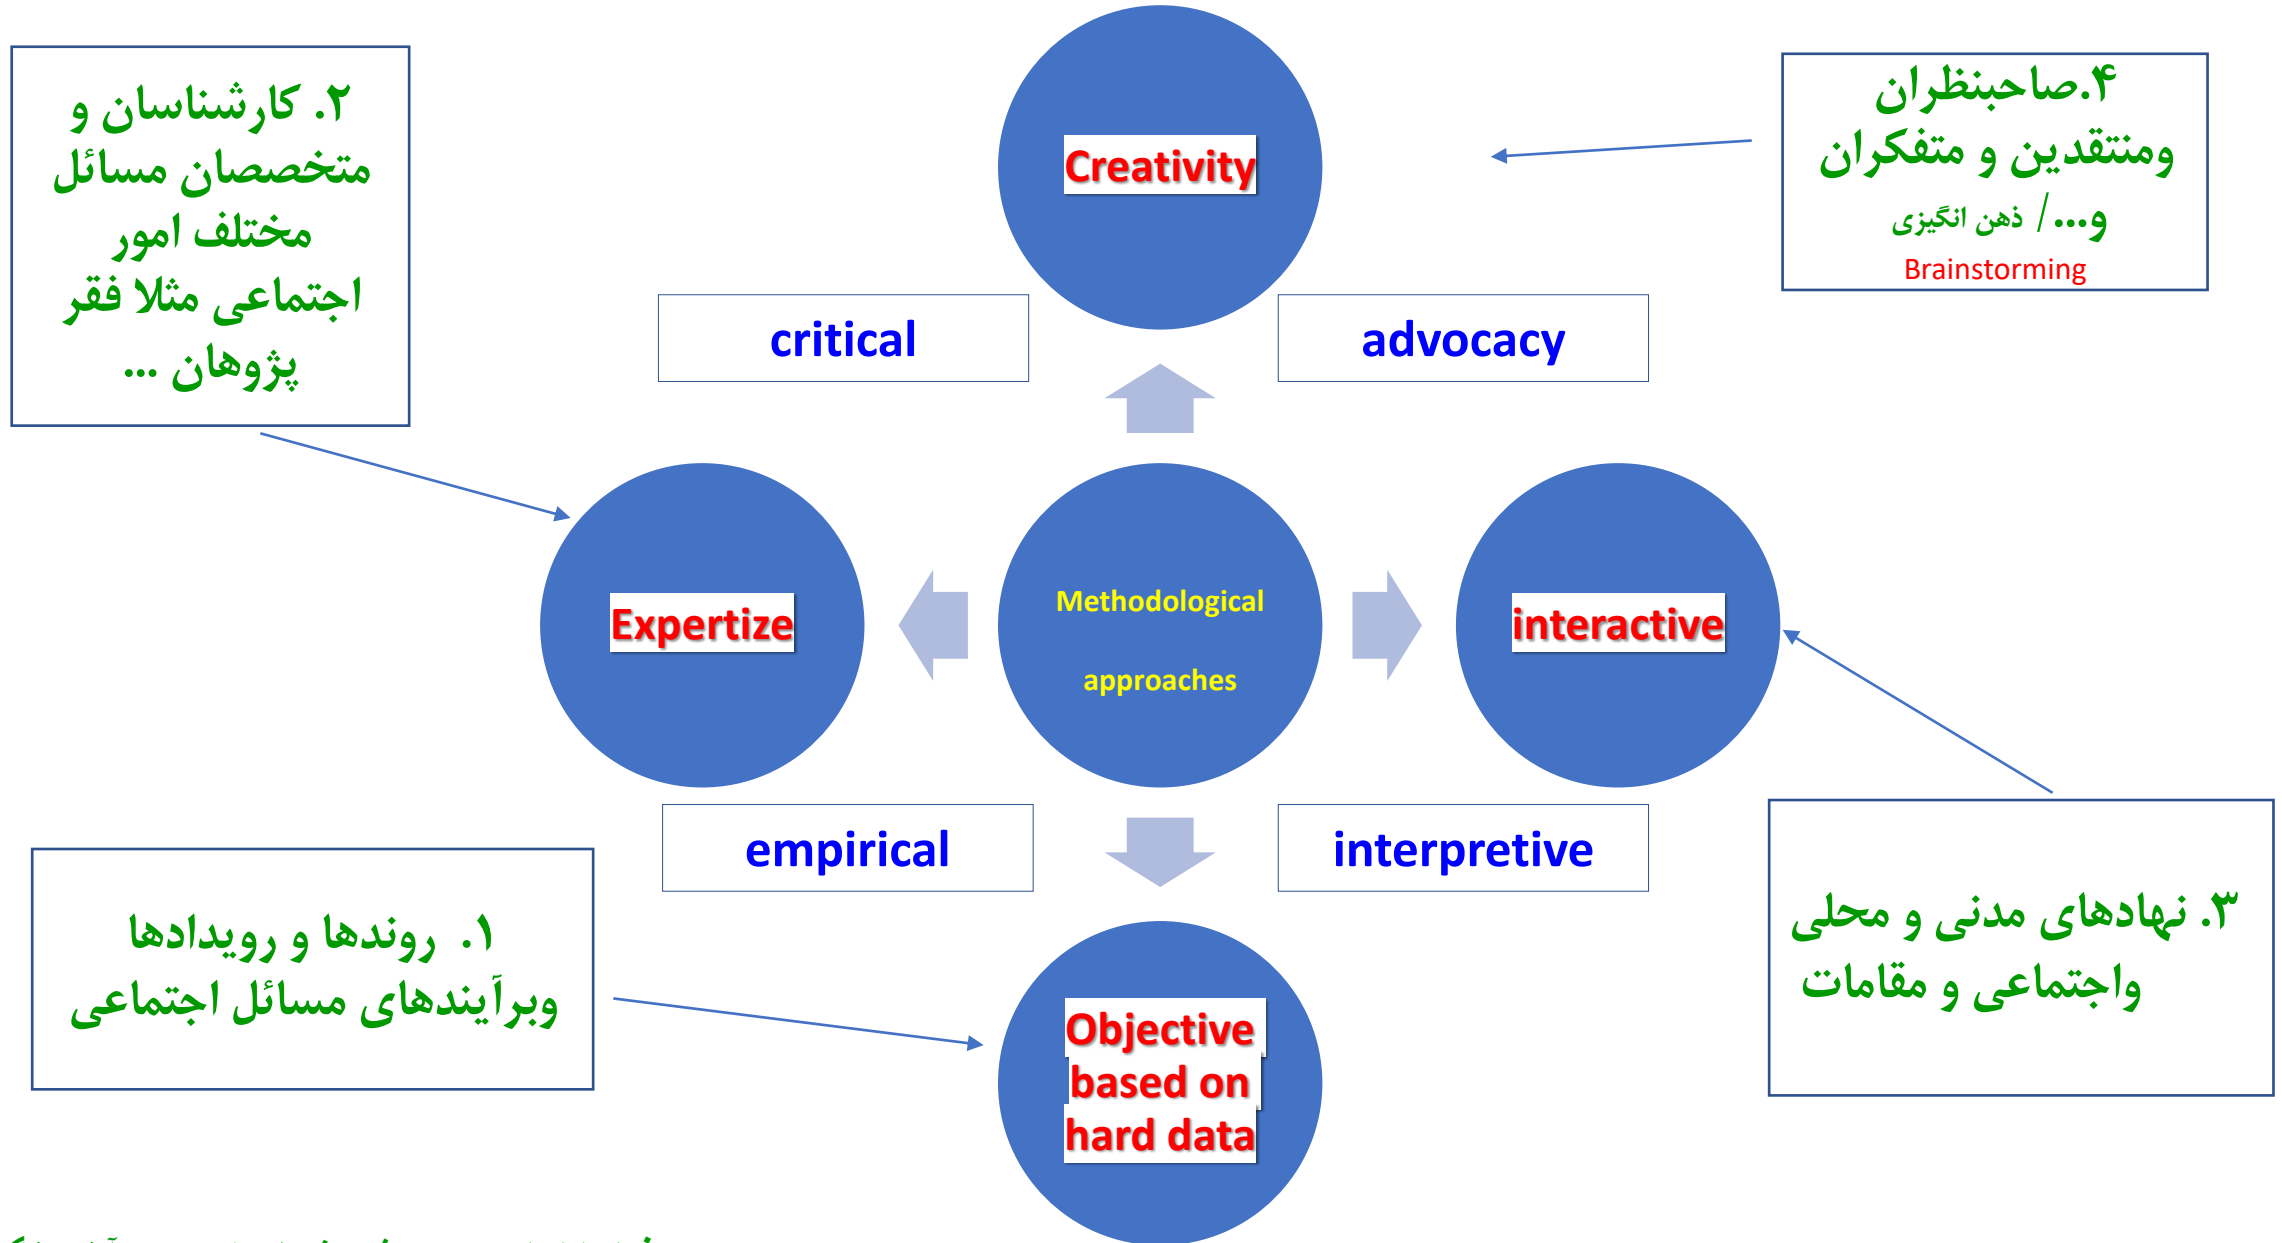 ۲. کارشناسان و
متخصصان مسائل
مختلف امور
اجتماعی مثلا فقر
پژوهان ...
Creativity
۴.صاحبنظران
ومنتقدین و متفکران
و.../ ذهن انگیزی
Brainstorming
critical
advocacy
Expertize
Methodological
approaches
interactive
empirical
interpretive
۱. روندها و رویدادها
وبرآیندهای مسائل اجتماعی
Objective
based on
hard data
۳. نهادهای مدنی و محلی
واجتماعی و مقامات